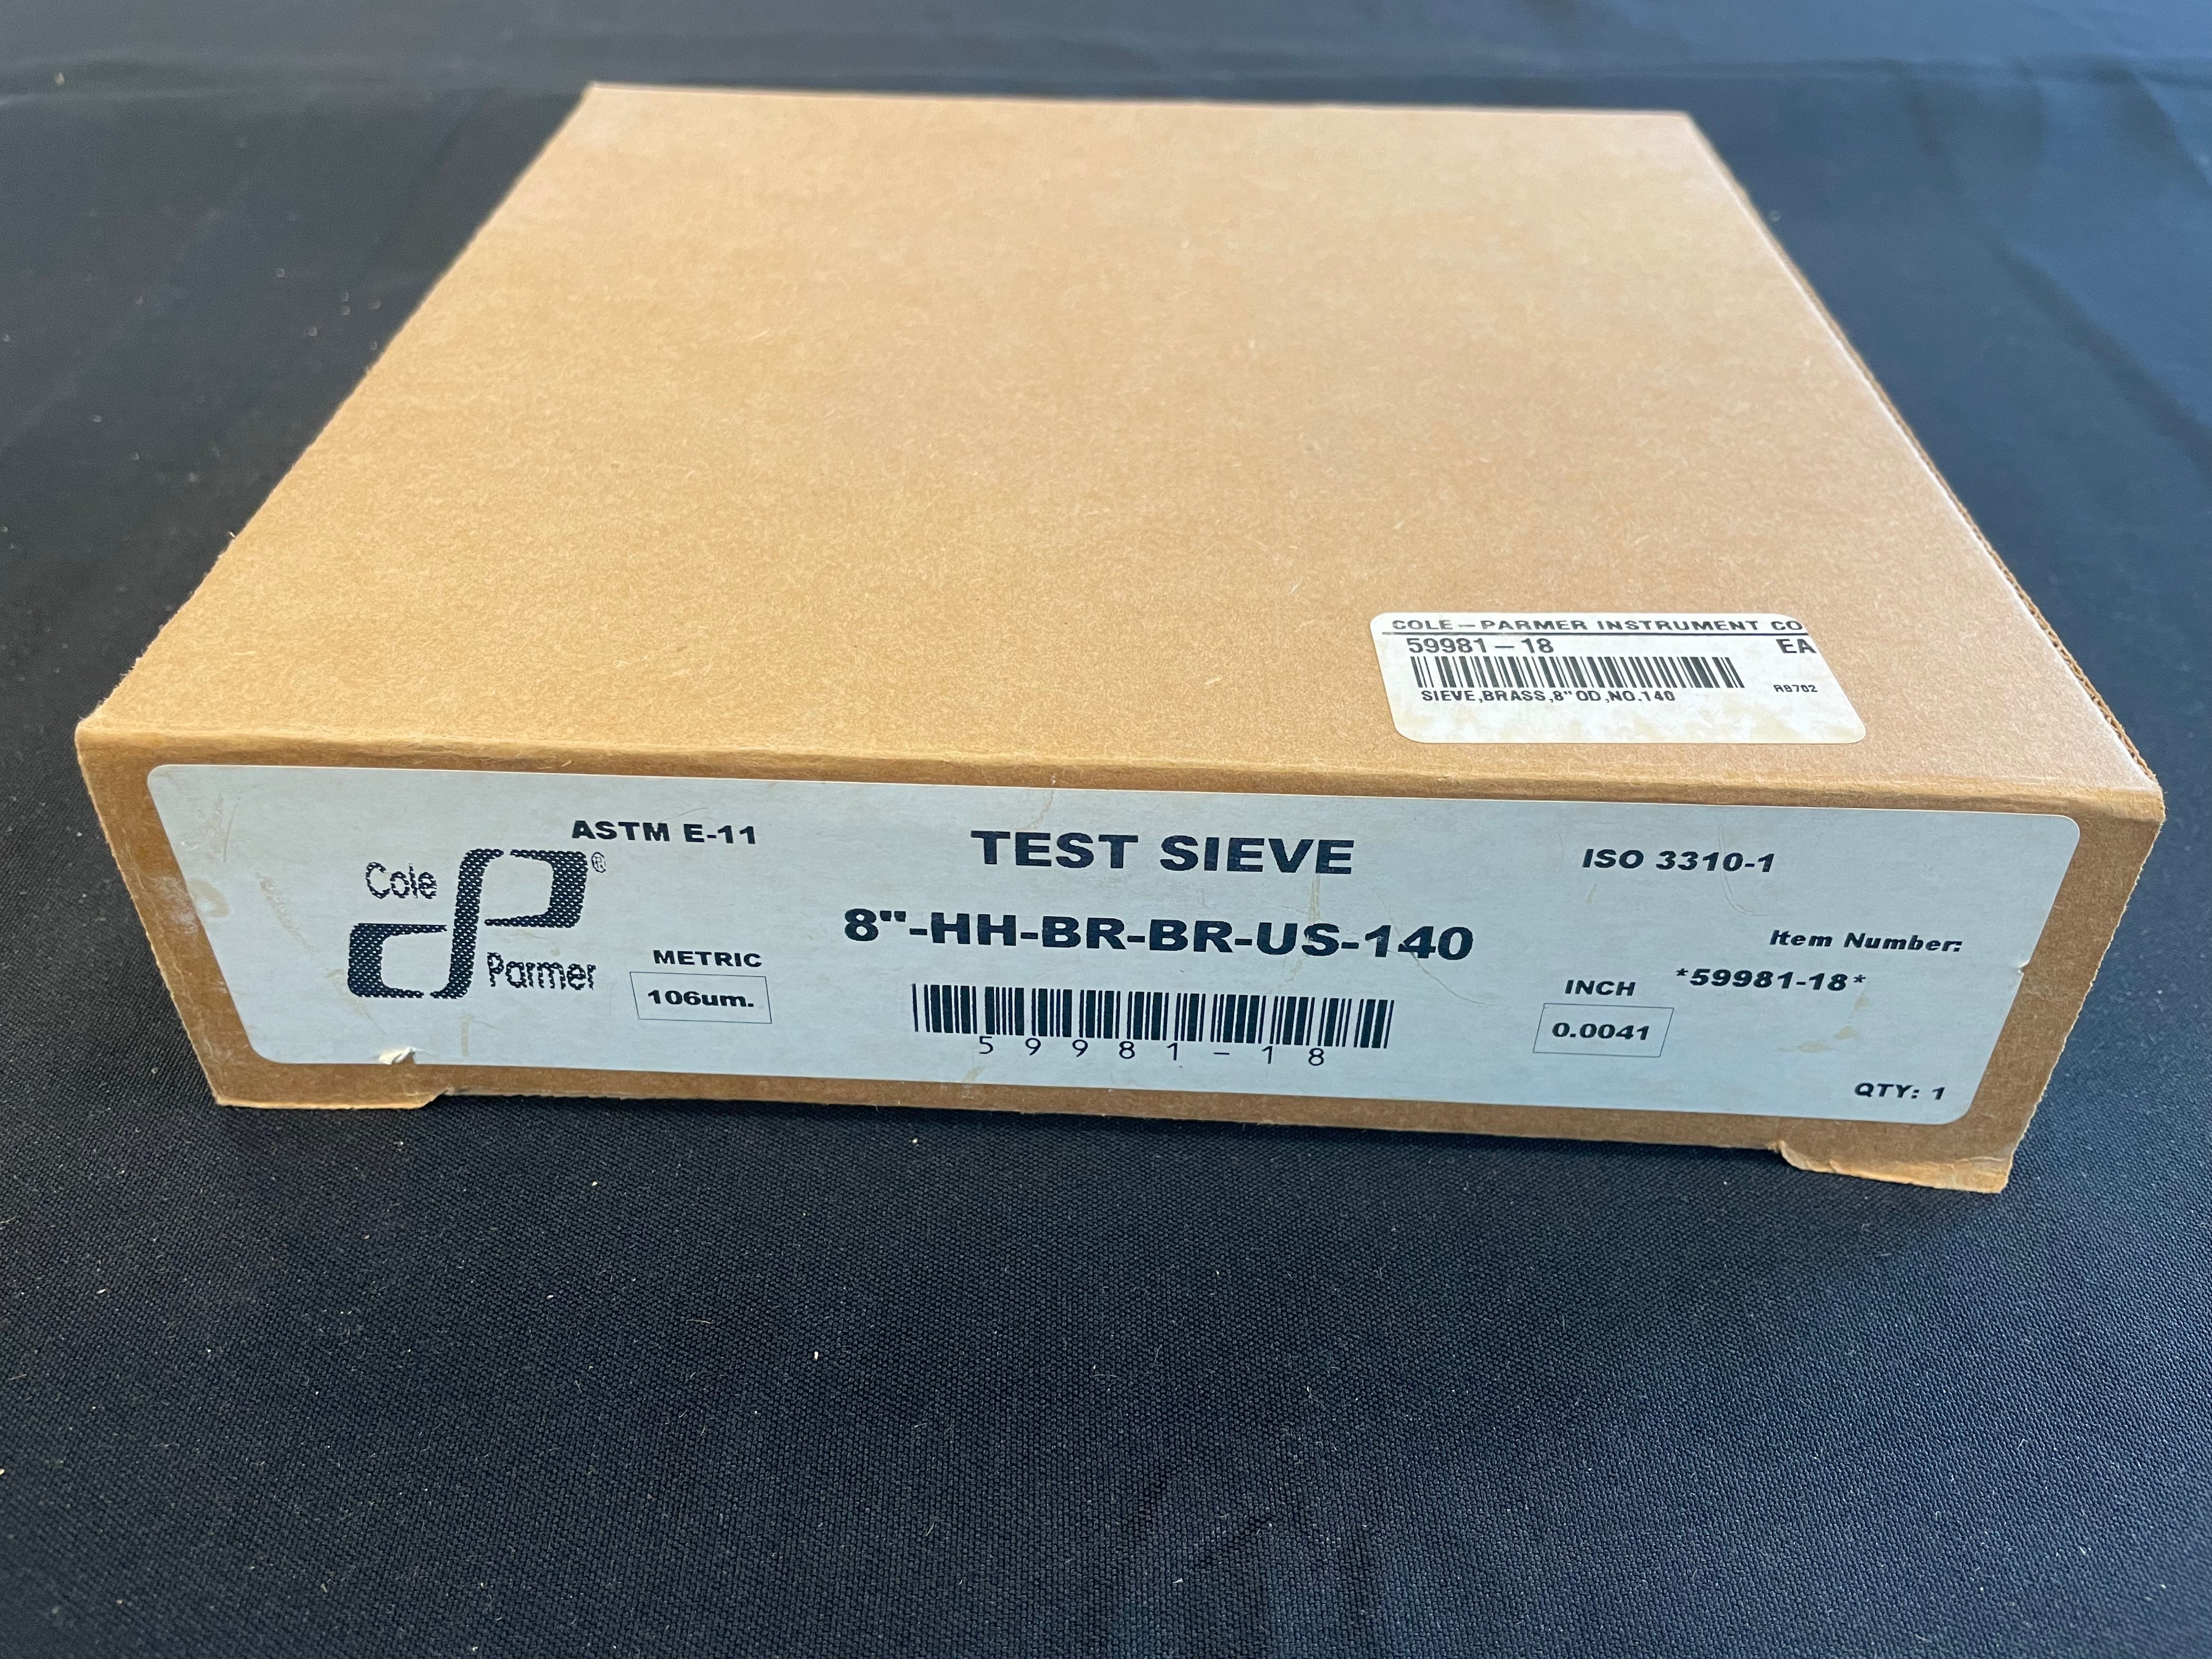 COLE-PARMER INSTRUMENT CO
59981-18 EA
SIEVE,BRASS,8"OD,NO.140 RB702
ASTM E-11
TEST SIEVE
ISO 3310-1
Cole
Parmer
®
8"-HH-BR-BR-US-140
Item Number:
*59981-18*
METRIC
106um.
INCH
0.0041
59981-18
QTY: 1